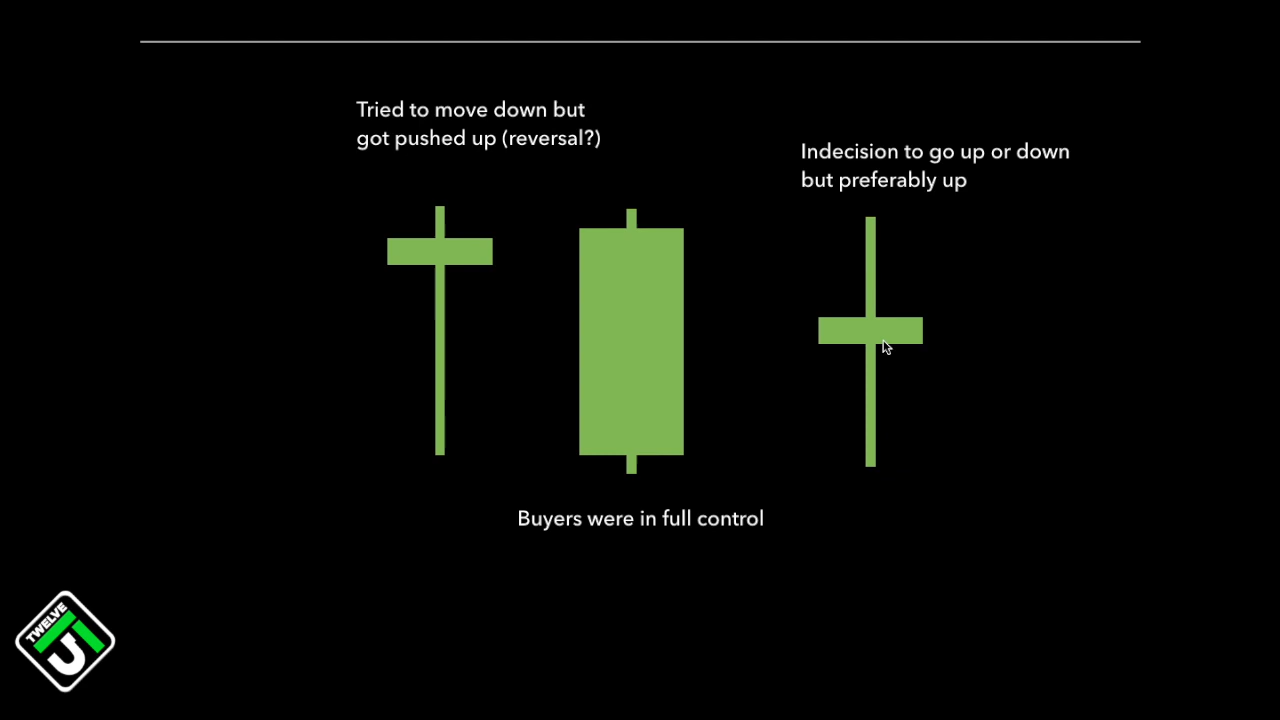 Tried to move down but
got pushed up (reversal?)
Indecision to go up or down
but preferably up
Buyers were in full control
TWELVE